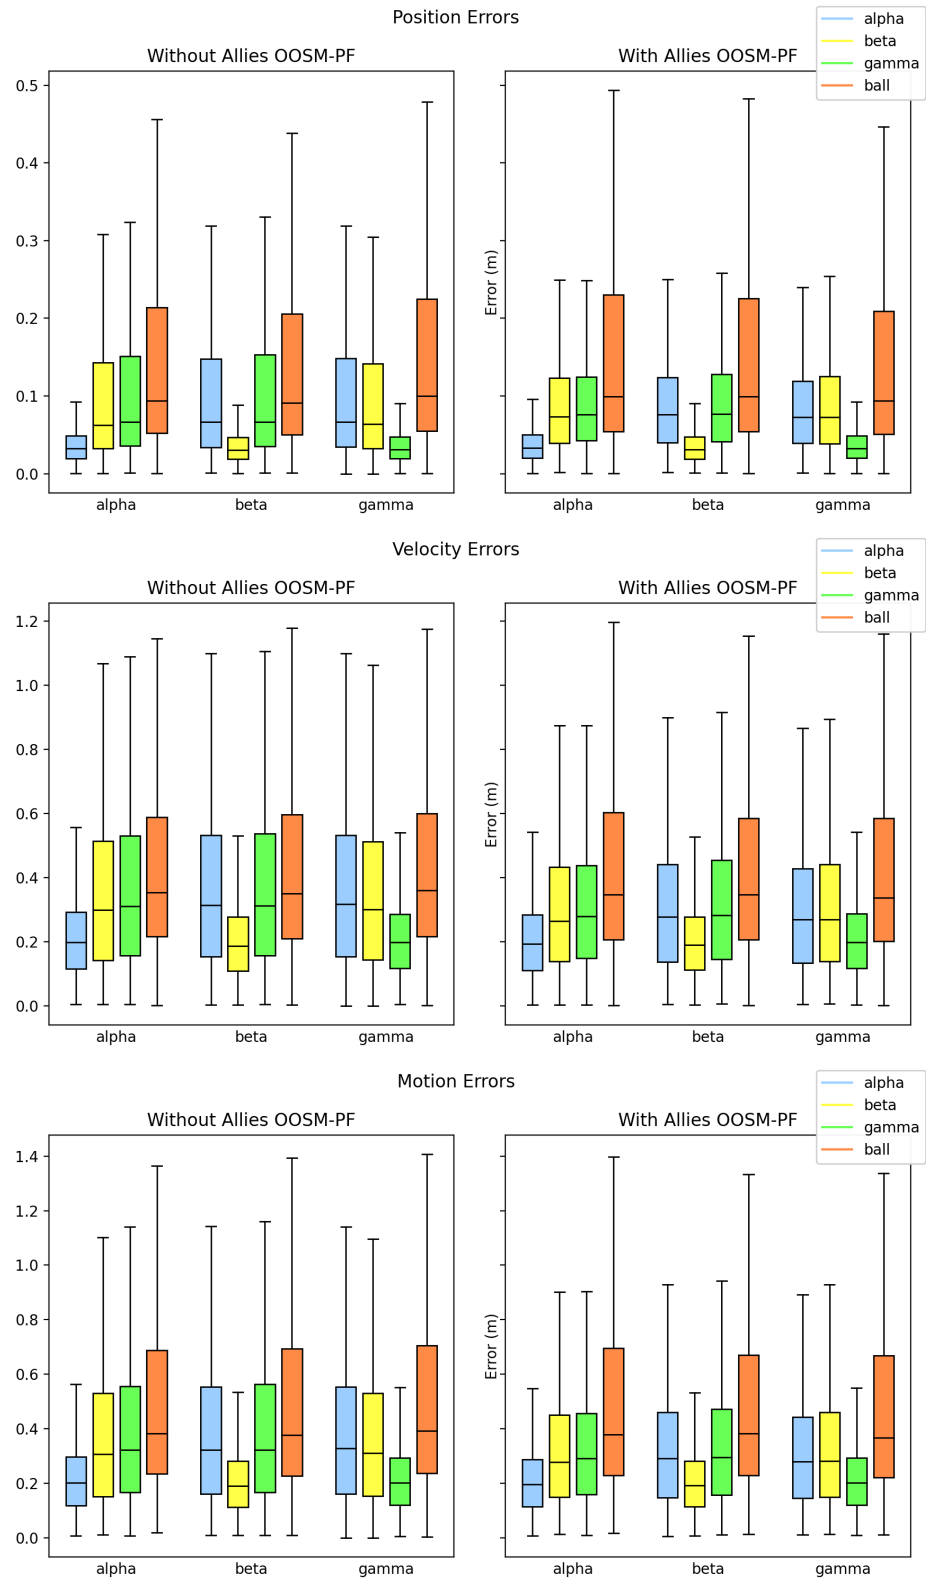 Position Errors
Without Allies OOSM-PF
With Allies OOSM-PF
alpha
beta
gamma
ball
0.5
0.4
0.3
0.2
0.1
0.0
Error (m)
alpha beta gamma
alpha beta gamma
Velocity Errors
Without Allies OOSM-PF
With Allies OOSM-PF
alpha
beta
gamma
ball
1.2
1.0
0.8
0.6
0.4
0.2
0.0
Error (m)
alpha beta gamma
alpha beta gamma
Motion Errors
Without Allies OOSM-PF
With Allies OOSM-PF
alpha
beta
gamma
ball
1.4
1.2
1.0
0.8
0.6
0.4
0.2
0.0
Error (m)
alpha beta gamma
alpha beta gamma